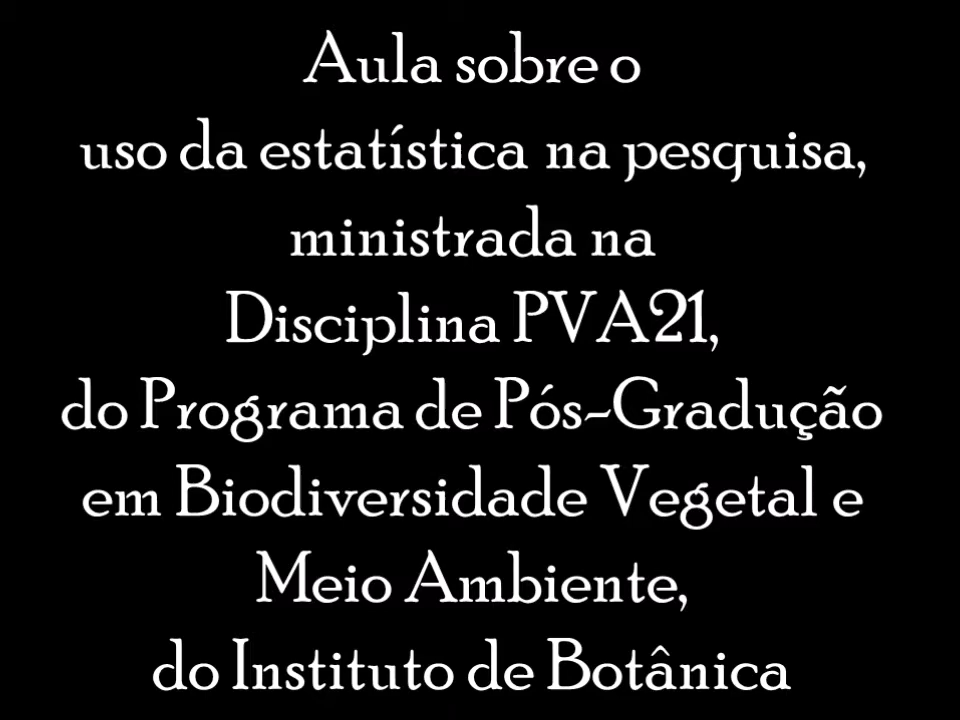 Aula sobre o
uso da estatística na pesquisa,
ministrada na
Disciplina PVA21,
do Programa de Pós-Gradução
em Biodiversidade Vegetal e
Meio Ambiente,
do Instituto de Botânica